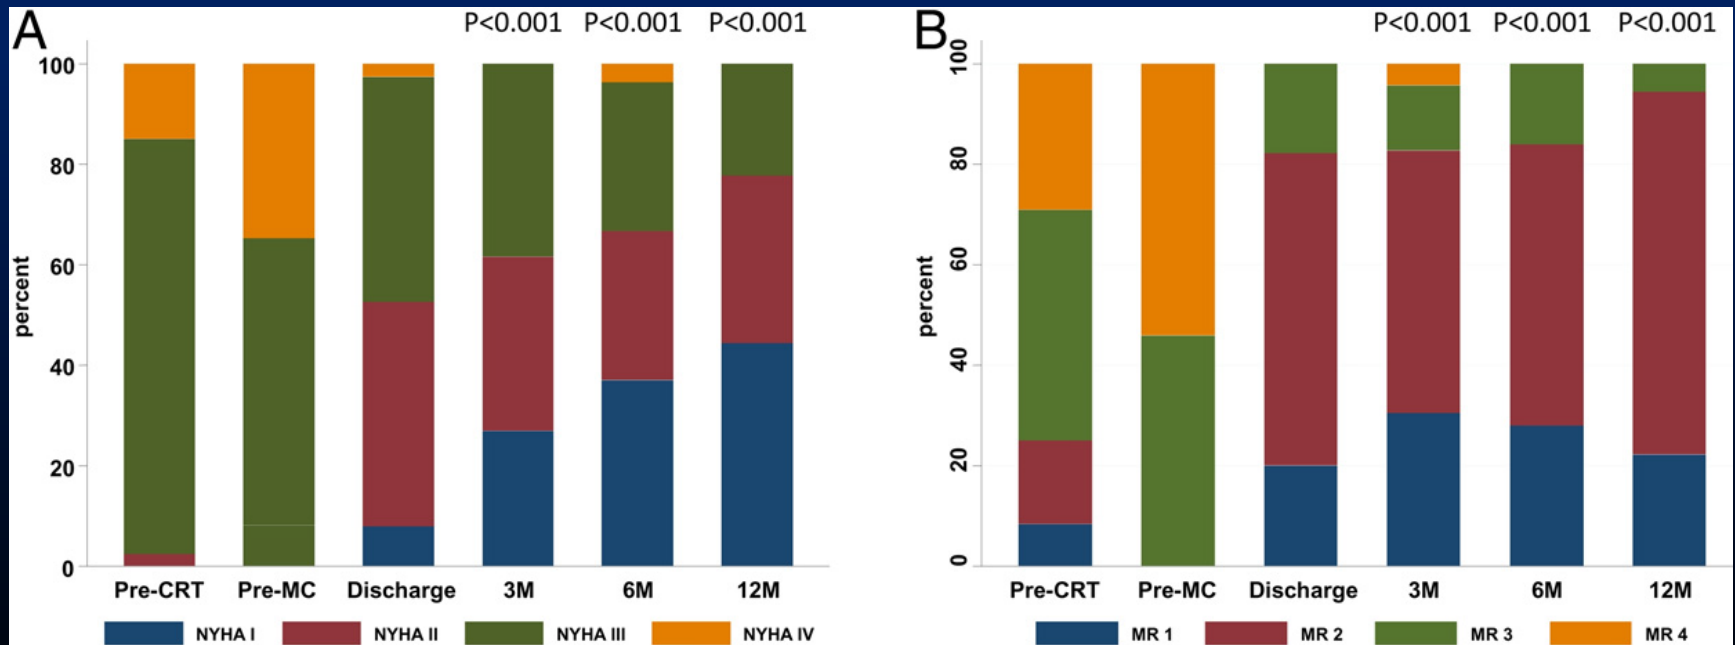 A
P<0.001 P<0.001 P<0.001
100
80
60
40
20
0
percent
Pre-CRT Pre-MC Discharge 3M 6M 12M
NYHA I NYHA II NYHA III NYHA IV
B
P<0.001 P<0.001 P<0.001
100
80
60
40
20
0
percent
Pre-CRT Pre-MC Discharge 3M 6M 12M
MR 1 MR 2 MR 3 MR 4